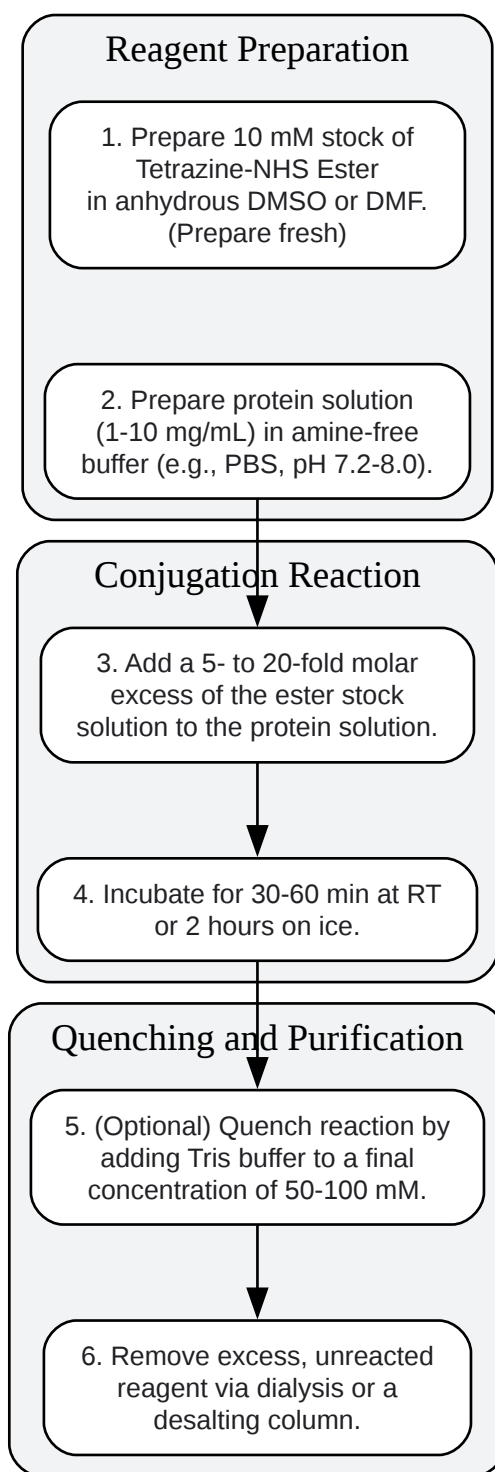 Reagent Preparation
1. Prepare 10 mM stock of
Tetrazine-NHS Ester
in anhydrous DMSO or DMF.
(Prepare fresh)
2. Prepare protein solution
(1-10 mg/mL) in amine-free
buffer (e.g., PBS, pH 7.2-8.0).
Conjugation Reaction
3. Add a 5- to 20-fold molar
excess of the ester stock
solution to the protein solution.
4. Incubate for 30-60 min at RT
or 2 hours on ice.
Quenching and Purification
5. (Optional) Quench reaction by
adding Tris buffer to a final
concentration of 50-100 mM.
6. Remove excess, unreacted
reagent via dialysis or a
desalting column.